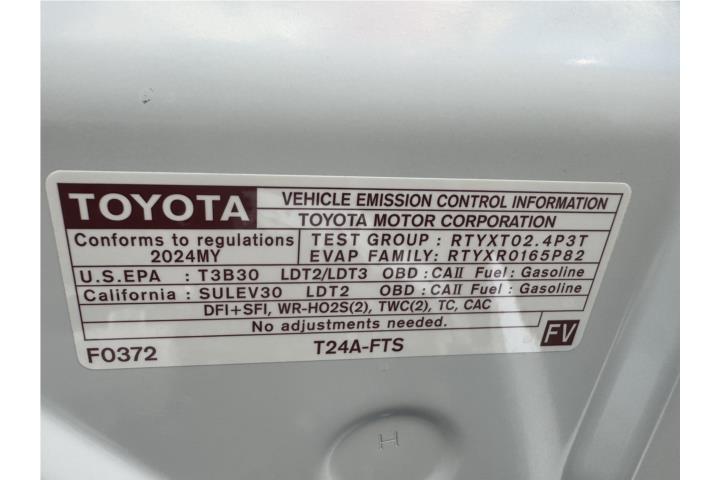 TOYOTA
VEHICLE EMISSION CONTROL INFORMATION
TOYOTA MOTOR CORPORATION
Conforms to regulations
2024MY
TEST GROUP : RTYXT02.4P3T
EVAP FAMILY: RTYXR0165P82
U.S.EPA : T3B30 LDT2/LDT3 OBD : CAII Fuel : Gasoline
California : SULEV30 LDT2 OBD : CAII Fuel : Gasoline
DFI+SFI, WR-HO2S(2), TWC(2), TC, CAC
No adjustments needed.
F0372
T24A-FTS
FV
H